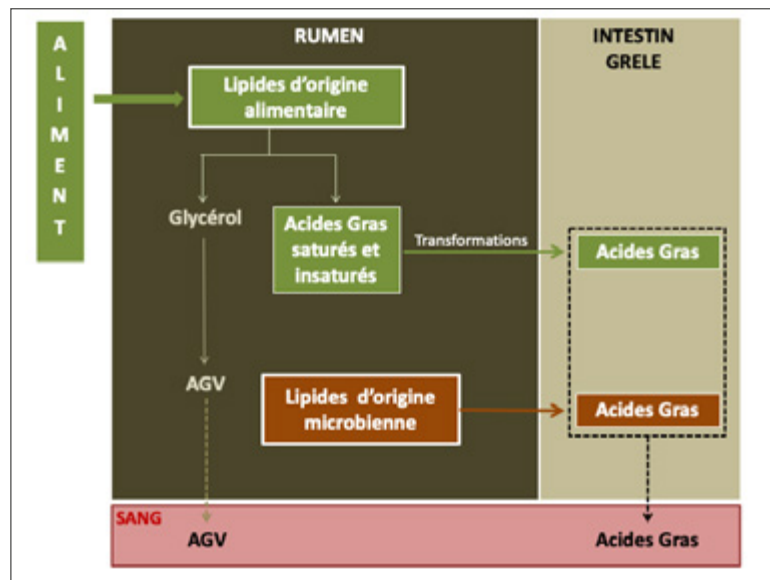 ALIMENT
RUMEN
INTESTIN
GRELE
Lipides d'origine
alimentaire
Glycérol
Acides Gras
saturés et
insaturés
Transformations
Acides Gras
AGV
Lipides d'origine
microbienne
Acides Gras
SANG
AGV
Acides Gras